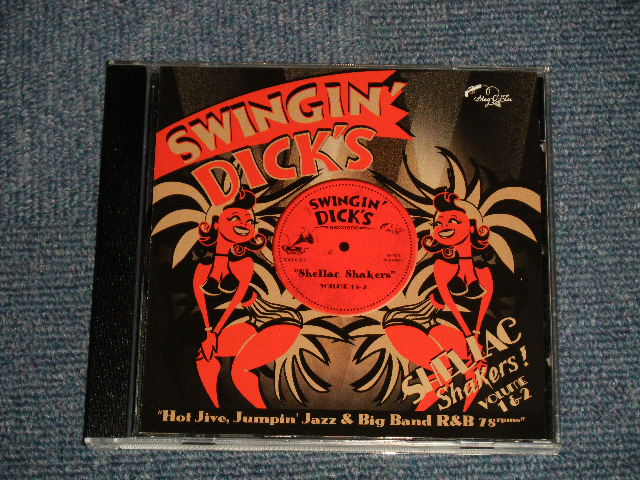 SWINGIN'
DICK'S
SWINGIN'
DICK'S
RECORDS
"Shellac Shakers"
VOLUME 1 & 2
SHELLAC
Shakers!
VOLUME
1 & 2
"Hot Jive, Jumpin' Jazz & Big Band R&B 78rpms"